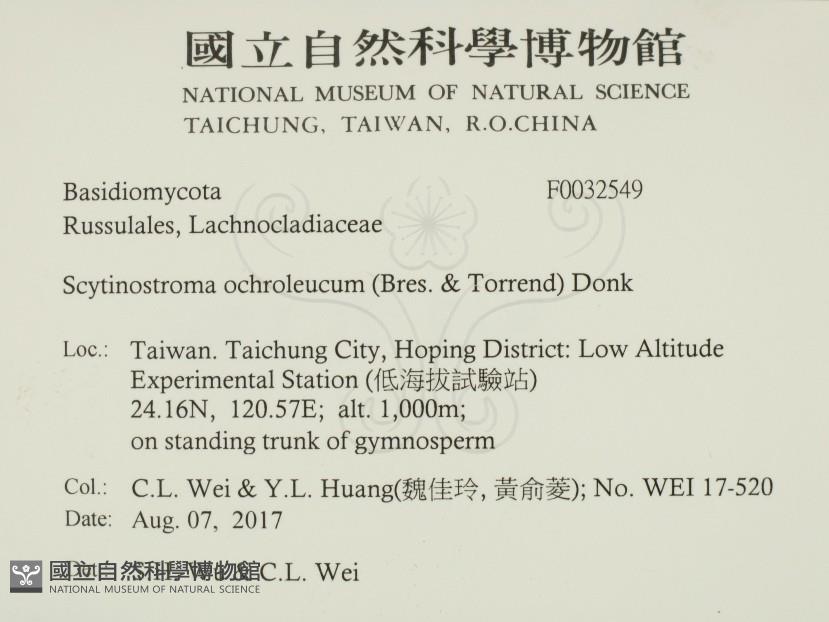 國立自然科學博物館
NATIONAL MUSEUM OF NATURAL SCIENCE
TAICHUNG, TAIWAN, R.O.CHINA
Basidiomycota F0032549
Russulales, Lachnocladiaceae
Scytinostroma ochroleucum (Bres. & Torrend) Donk
Loc.: Taiwan. Taichung City, Hoping District: Low Altitude
Experimental Station (低海拔試驗站)
24.16N, 120.57E; alt. 1,000m;
on standing trunk of gymnosperm
Col.: C.L. Wei & Y.L. Huang(魏佳玲, 黃俞菱); No. WEI 17-520
Date: Aug. 07, 2017
C.L. Wei
國立自然科學博物館
NATIONAL MUSEUM OF NATURAL SCIENCE